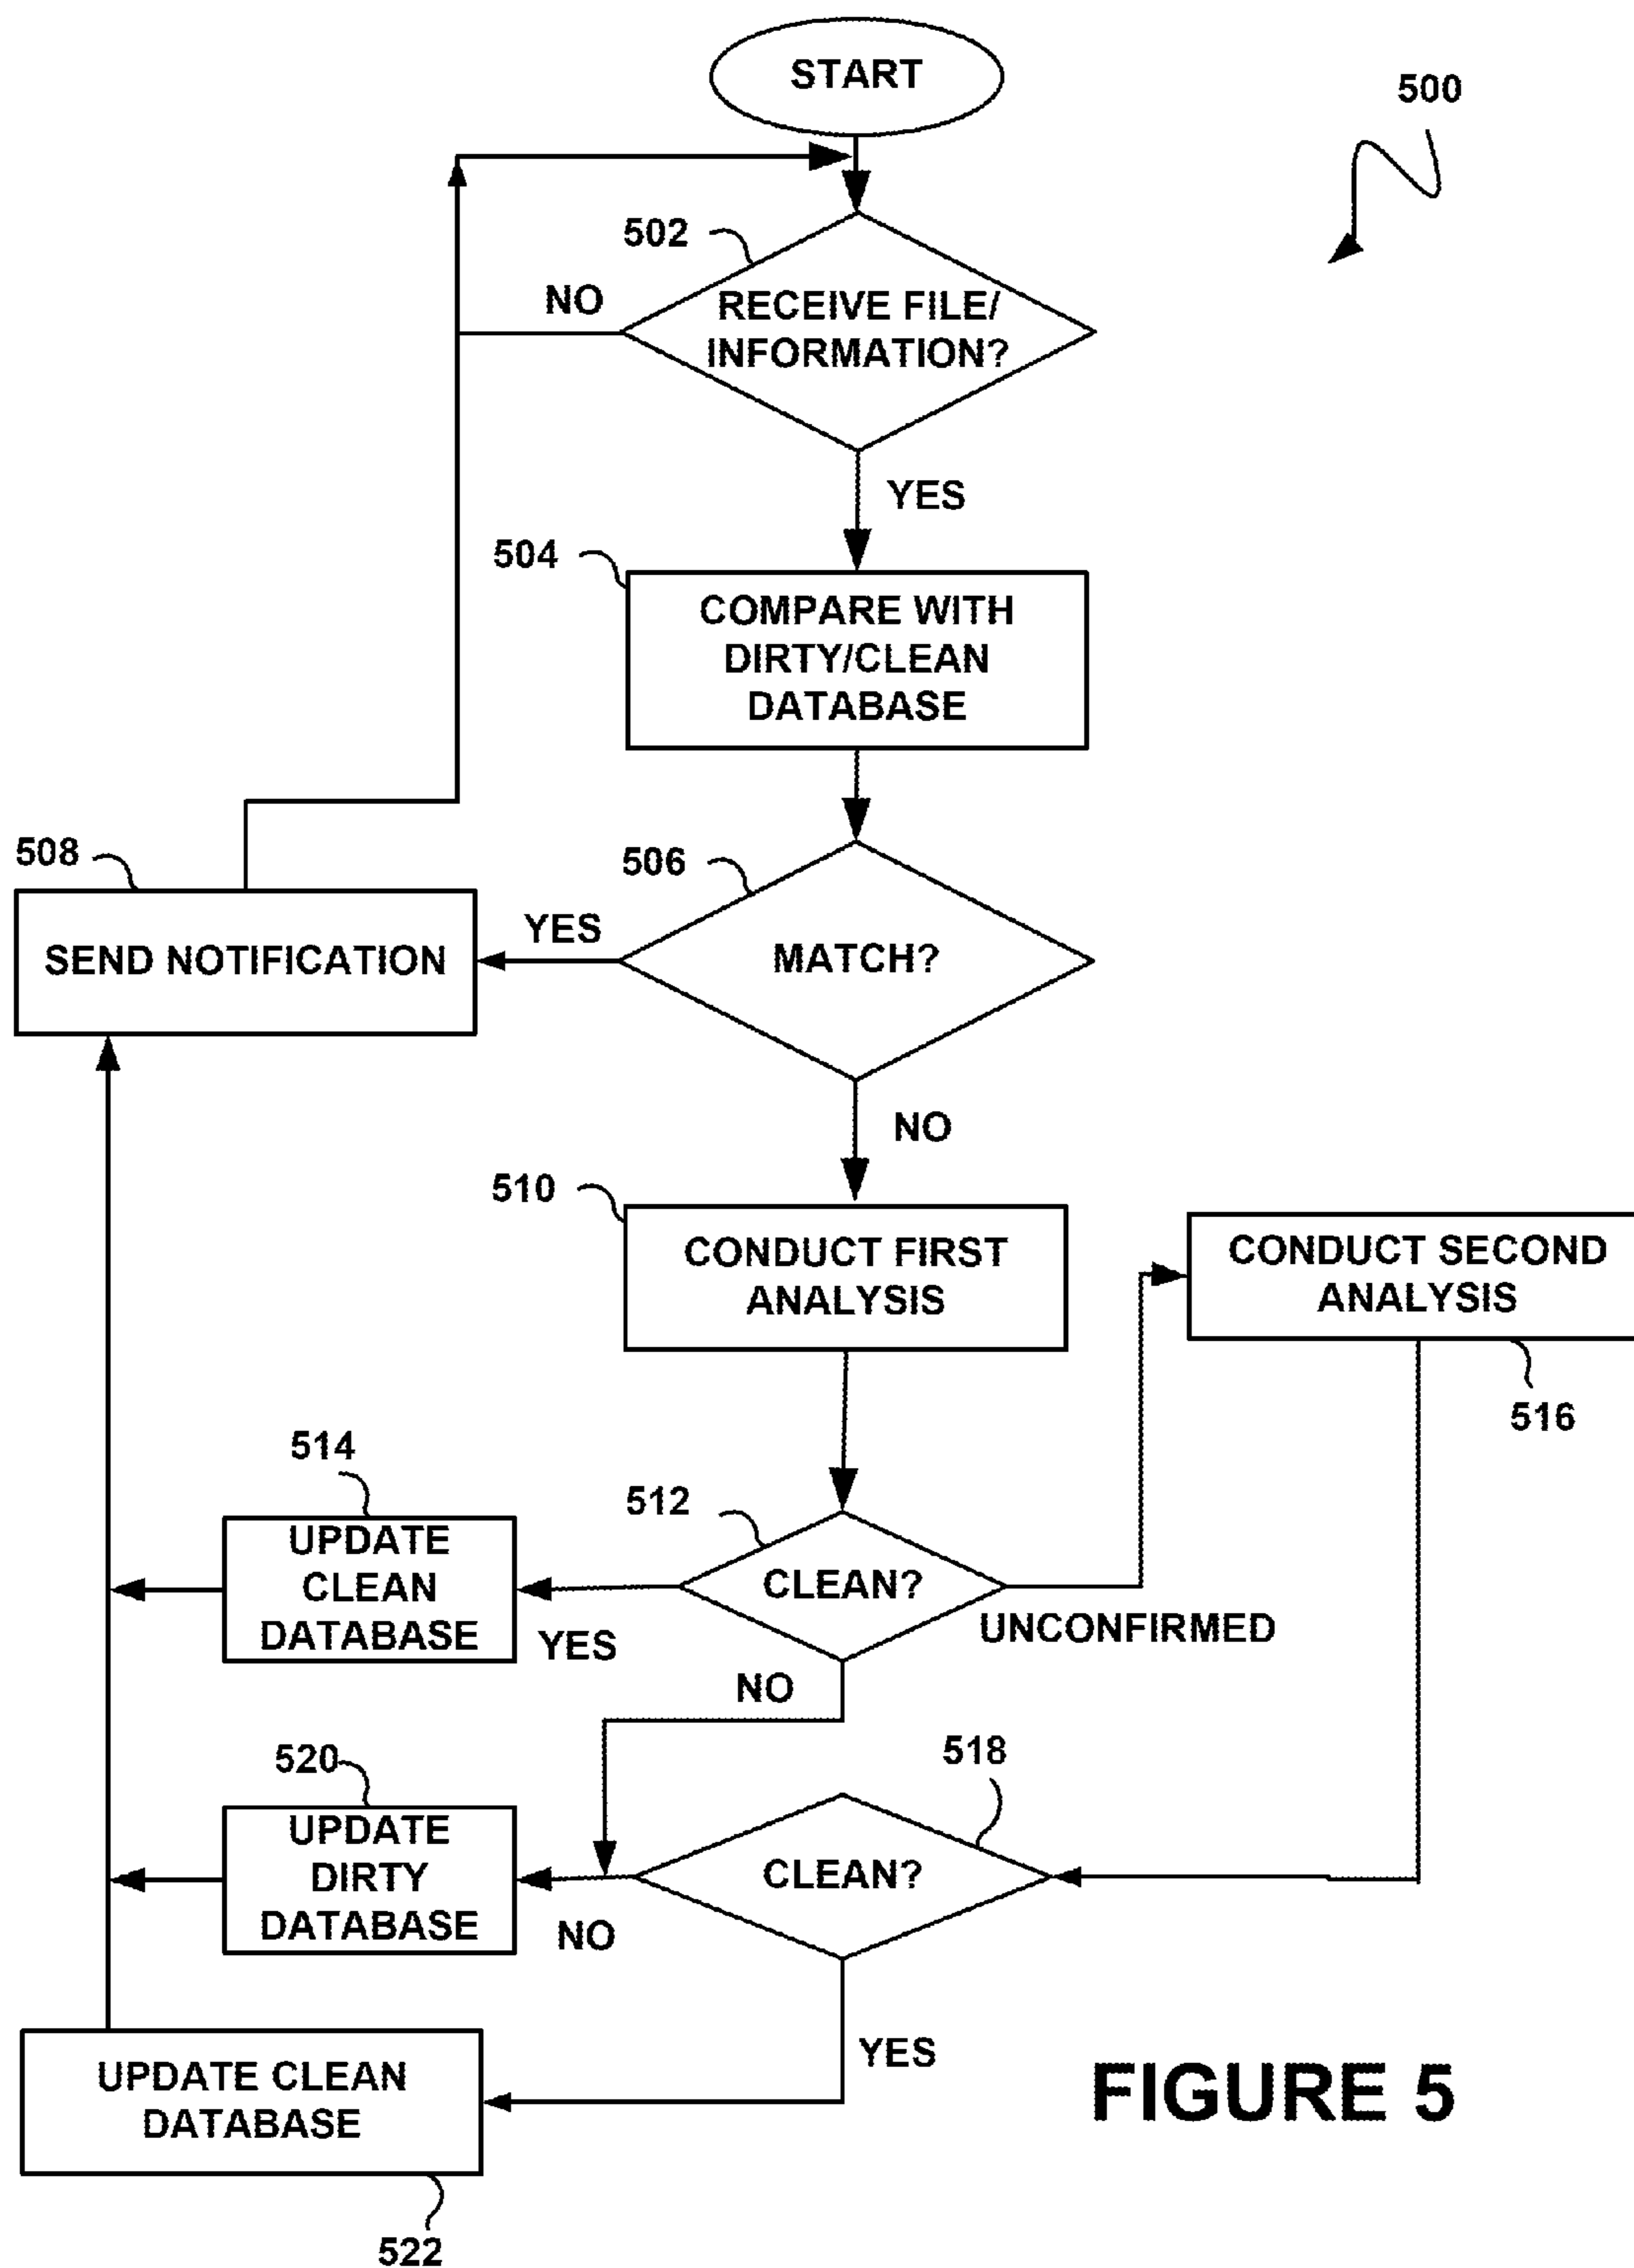 START
500
502
NO
RECEIVE FILE/
INFORMATION?
YES
504
COMPARE WITH
DIRTY/CLEAN
DATABASE
508
506
SEND NOTIFICATION
YES
MATCH?
NO
510
CONDUCT FIRST
ANALYSIS
CONDUCT SECOND
ANALYSIS
516
514
512
UPDATE
CLEAN
DATABASE
YES
CLEAN?
UNCONFIRMED
NO
520
518
UPDATE
DIRTY
DATABASE
NO
CLEAN?
YES
UPDATE CLEAN
DATABASE
522
FIGURE 5